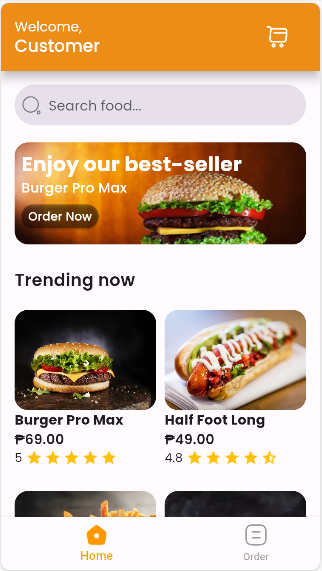 Welcome,
Customer
Search food...
Enjoy our best-seller
Burger Pro Max
Order Now
Trending now
Burger Pro Max
Half Foot Long
₱69.00
₱49.00
5
4.8
Home
Order